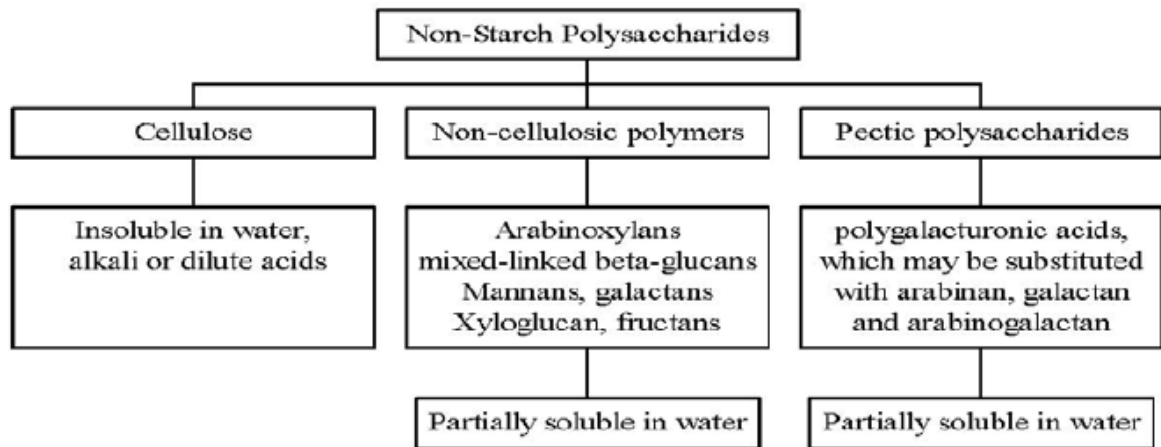 Non-Starch Polysaccharides
Cellulose
Non-cellulosic polymers
Pectic polysaccharides
Insoluble in water,
alkali or dilute acids
Arabinoxylans
mixed-linked beta-glucans
Mannans, galactans
Xyloglucan, fructans
polygalacturonic acids,
which may be substituted
with arabinan, galactan
and arabinogalactan
Partially soluble in water
Partially soluble in water